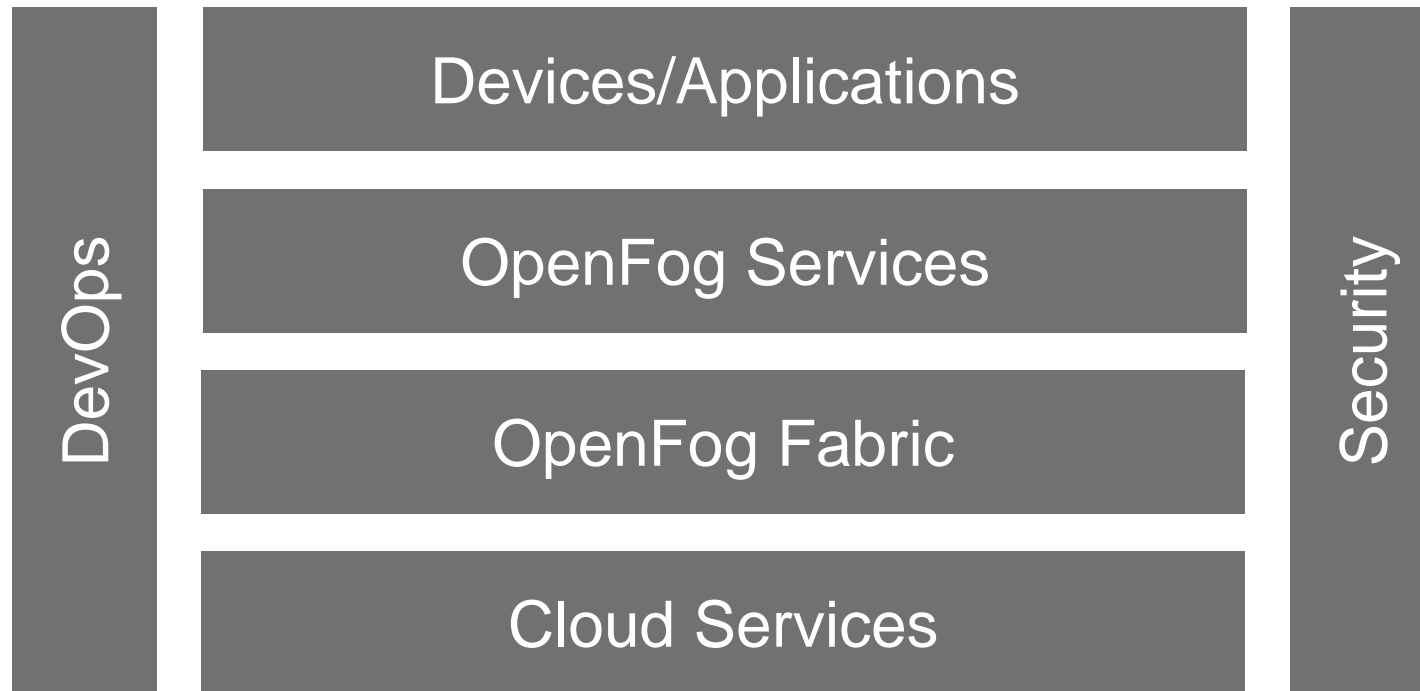 DevOps
Devices/Applications
OpenFog Services
OpenFog Fabric
Cloud Services
Security